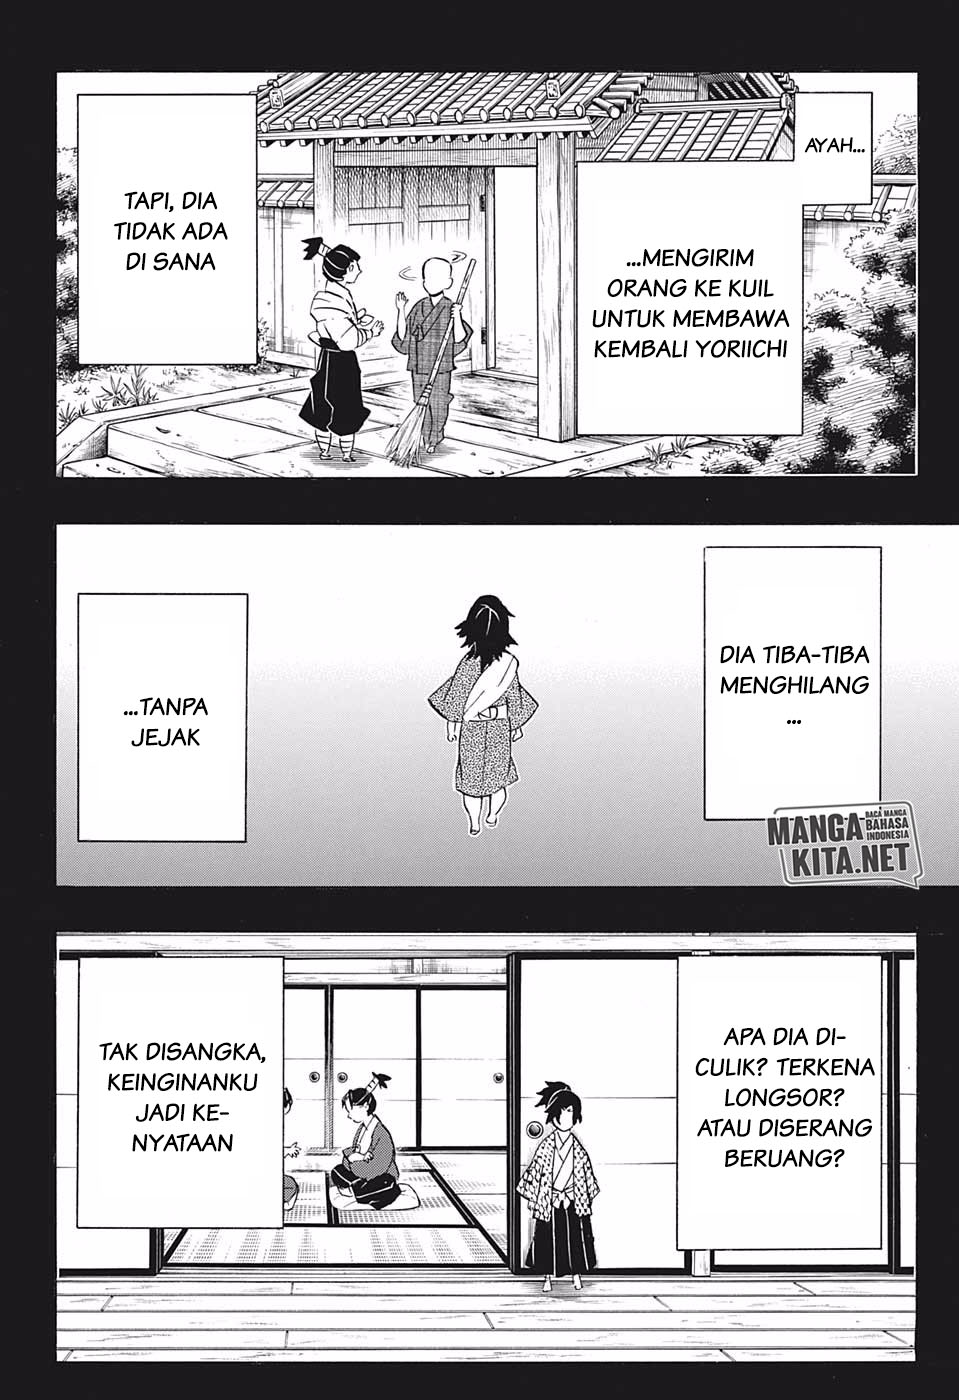 AYAH...
...MENGIRIM
ORANG KE KUIL
UNTUK MEMBAWA
KEMBALI YORIICHI
TAPI, DIA
TIDAK ADA
DI SANA
DIA TIBA-TIBA
MENGHILANG
...
...TANPA
JEJAK
MANGA
BACA MANGA
BAHASA
INDONESIA
KITA.NET
APA DIA DI-
CULIK? TERKENA
LONGSOR?
ATAU DISERANG
BERUANG?
TAK DISANGKA,
KEINGINANKU
JADI KE-
NYATAAN